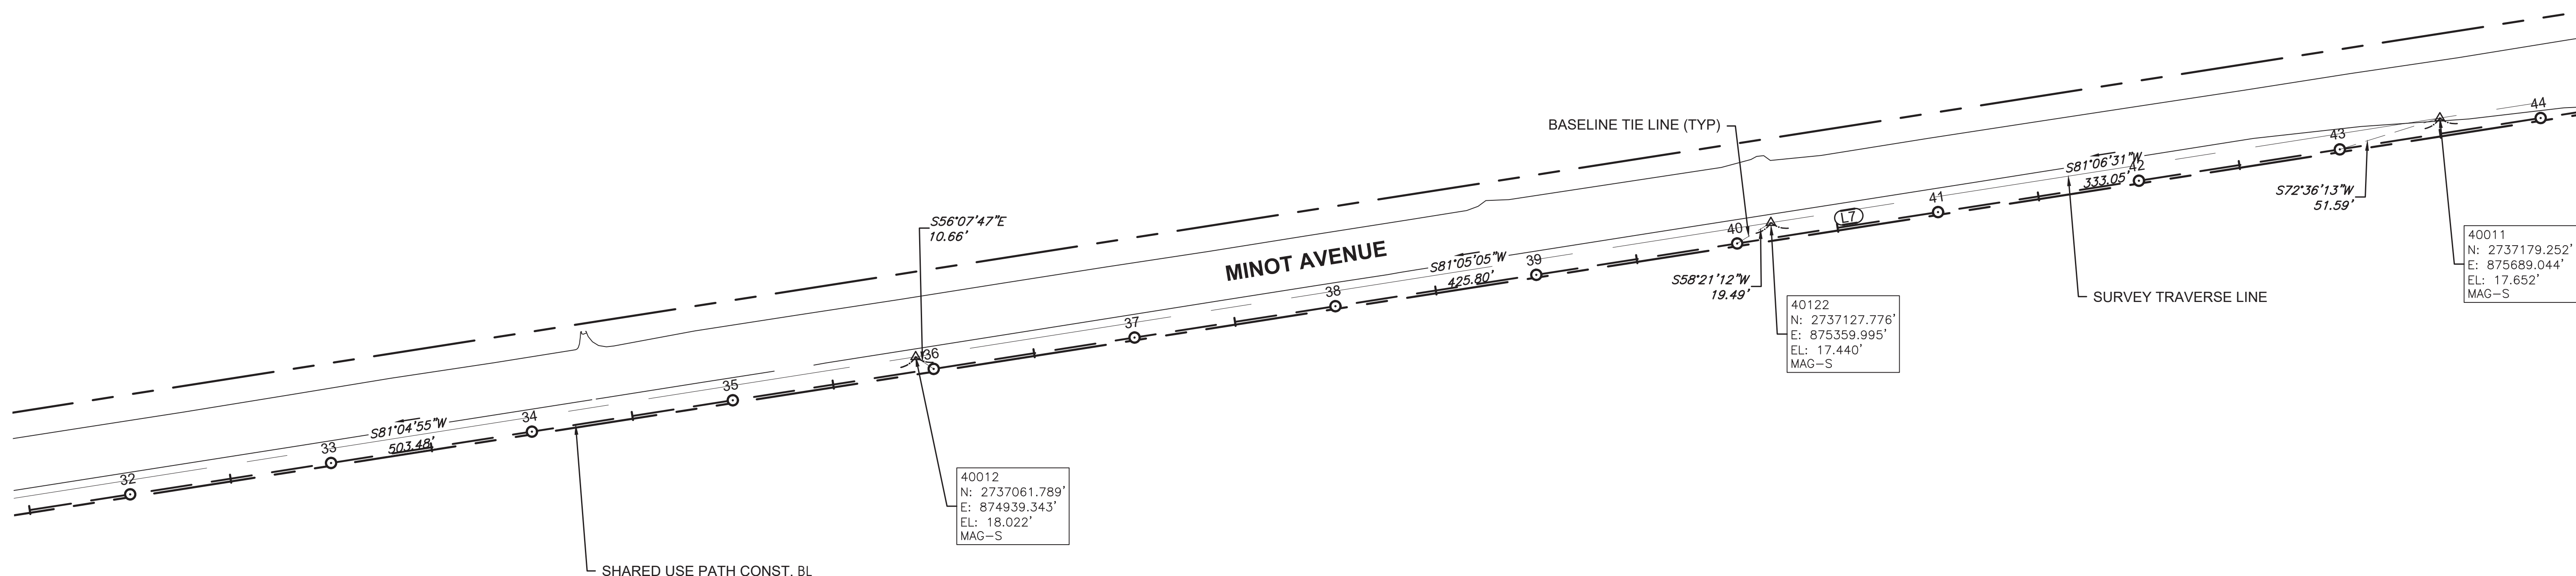 BASELINE TIE LINE (TYP)
44
43
S81°06'31"W
42
333.05'
S72°36'13"W
51.59'
41
L7
40
S56°07'47"E
10.66'
40011
N: 2737179.252'
E: 875689.044'
EL: 17.652'
MAG-S
MINOT AVENUE
S81°05'05"W
425.80'
39
S58°21'12"W
19.49'
SURVEY TRAVERSE LINE
38
40122
N: 2737127.776'
E: 875359.995'
EL: 17.440'
MAG-S
37
36
35
34
S81°04'55"W
503.48'
33
32
40012
N: 2737061.789'
E: 874939.343'
EL: 18.022'
MAG-S
SHARED USE PATH CONST. BL